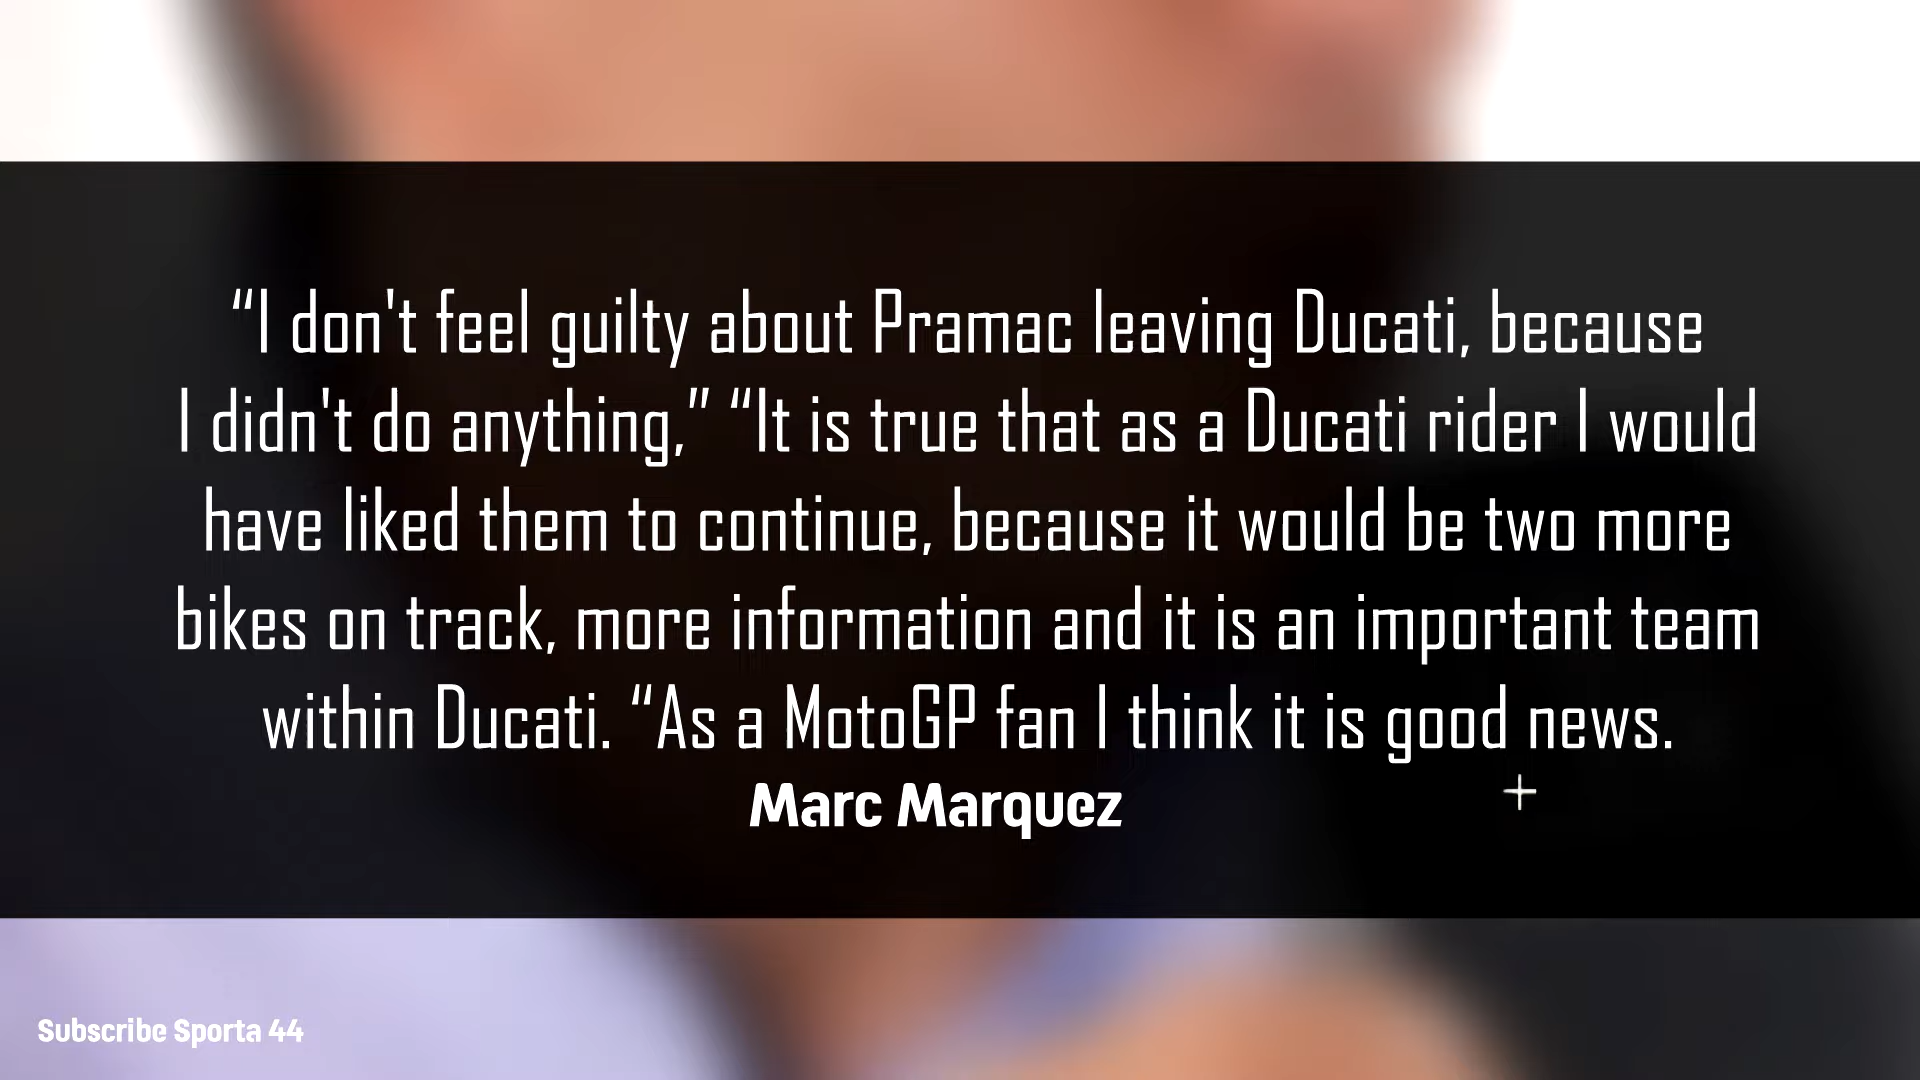 “I don't feel guilty about Pramac leaving Ducati, because
I didn't do anything,” “It is true that as a Ducati rider I would
have liked them to continue, because it would be two more
bikes on track, more information and it is an important team
within Ducati. “As a MotoGP fan I think it is good news.
Marc Marquez
Subscribe Sporta 44